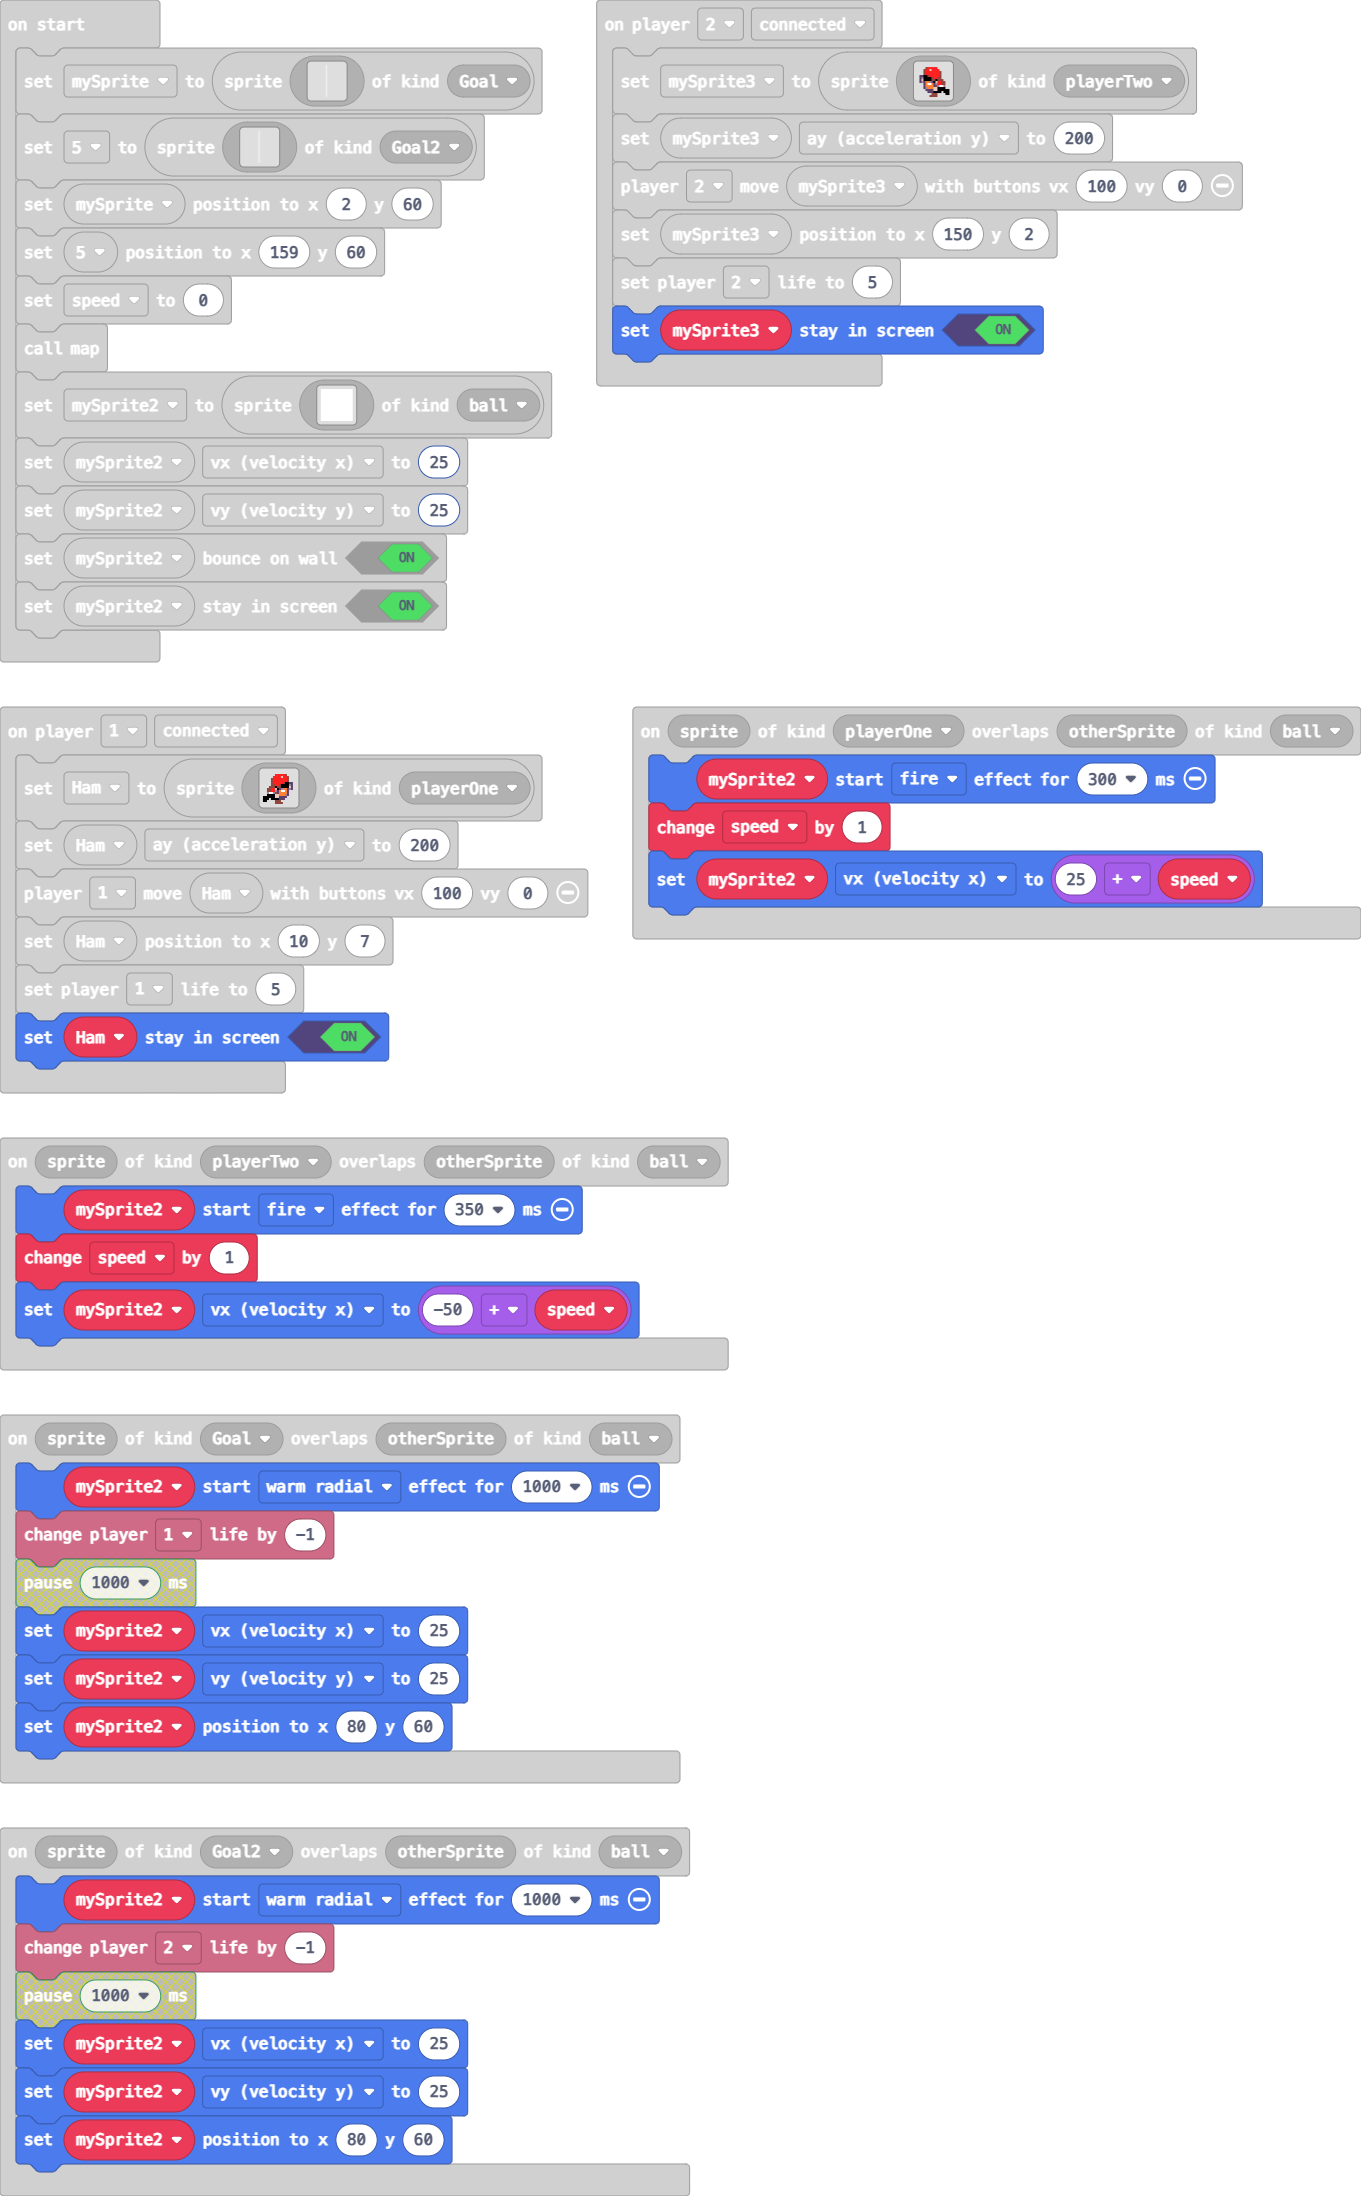 on start
set mySprite to sprite of kind Goal
set 5 to sprite of kind Goal2
set mySprite position to x 2 y 60
set 5 position to x 159 y 60
set speed to 0
call map
set mySprite2 to sprite of kind ball
set mySprite2 vx (velocity x) to 25
set mySprite2 vy (velocity y) to 25
set mySprite2 bounce on wall ON
set mySprite2 stay in screen ON
on player 2 connected
set mySprite3 to sprite of kind playerTwo
set mySprite3 ay (acceleration y) to 200
player 2 move mySprite3 with buttons vx 100 vy 0
set mySprite3 position to x 150 y 2
set player 2 life to 5
set mySprite3 stay in screen ON
on player 1 connected
set Ham to sprite of kind playerOne
set Ham ay (acceleration y) to 200
player 1 move Ham with buttons vx 100 vy 0
set Ham position to x 10 y 7
set player 1 life to 5
set Ham stay in screen ON
on sprite of kind playerOne overlaps otherSprite of kind ball
mySprite2 start fire effect for 300 ms
change speed by 1
set mySprite2 vx (velocity x) to 25 + speed
on sprite of kind playerTwo overlaps otherSprite of kind ball
mySprite2 start fire effect for 350 ms
change speed by 1
set mySprite2 vx (velocity x) to -50 + speed
on sprite of kind Goal overlaps otherSprite of kind ball
mySprite2 start warm radial effect for 1000 ms
change player 1 life by -1
pause 1000 ms
set mySprite2 vx (velocity x) to 25
set mySprite2 vy (velocity y) to 25
set mySprite2 position to x 80 y 60
on sprite of kind Goal2 overlaps otherSprite of kind ball
mySprite2 start warm radial effect for 1000 ms
change player 2 life by -1
pause 1000 ms
set mySprite2 vx (velocity x) to 25
set mySprite2 vy (velocity y) to 25
set mySprite2 position to x 80 y 60